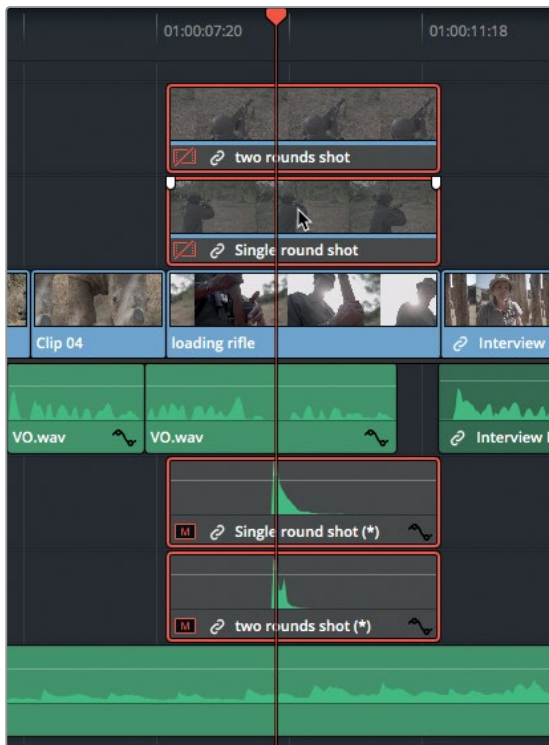 01:00:07:20 01:00:11:18
two rounds shot
Single round shot
Clip 04 loading rifle Interview
VO.wav VO.wav Interview
M Single round shot (*)
M two rounds shot (*)